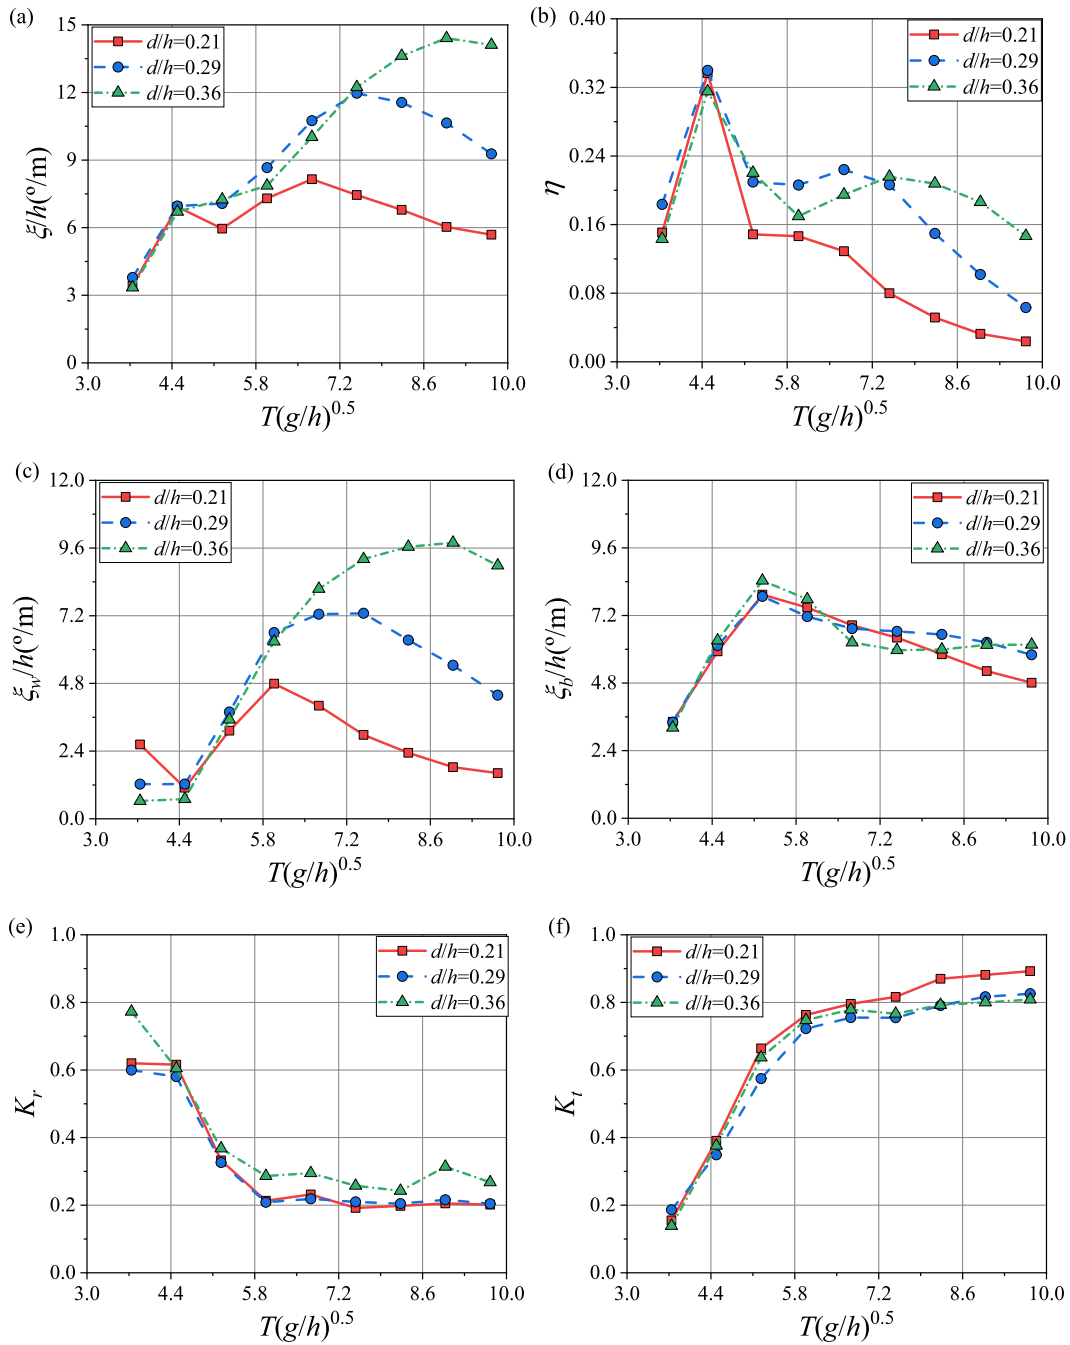 (a)
15
12
9
6
3
0
ξ/h(°/m)
d/h=0.21
d/h=0.29
d/h=0.36
3.0 4.4 5.8 7.2 8.6 10.0
T(g/h)^0.5
(b)
0.40
0.32
0.24
0.16
0.08
0.00
η
d/h=0.21
d/h=0.29
d/h=0.36
3.0 4.4 5.8 7.2 8.6 10.0
T(g/h)^0.5
(c)
12.0
9.6
7.2
4.8
2.4
0.0
ξ_w/h(°/m)
d/h=0.21
d/h=0.29
d/h=0.36
3.0 4.4 5.8 7.2 8.6 10.0
T(g/h)^0.5
(d)
12.0
9.6
7.2
4.8
2.4
0.0
ξ_b/h(°/m)
d/h=0.21
d/h=0.29
d/h=0.36
3.0 4.4 5.8 7.2 8.6 10.0
T(g/h)^0.5
(e)
1.0
0.8
0.6
0.4
0.2
0.0
K_r
d/h=0.21
d/h=0.29
d/h=0.36
3.0 4.4 5.8 7.2 8.6 10.0
T(g/h)^0.5
(f)
1.0
0.8
0.6
0.4
0.2
0.0
K_t
d/h=0.21
d/h=0.29
d/h=0.36
3.0 4.4 5.8 7.2 8.6 10.0
T(g/h)^0.5